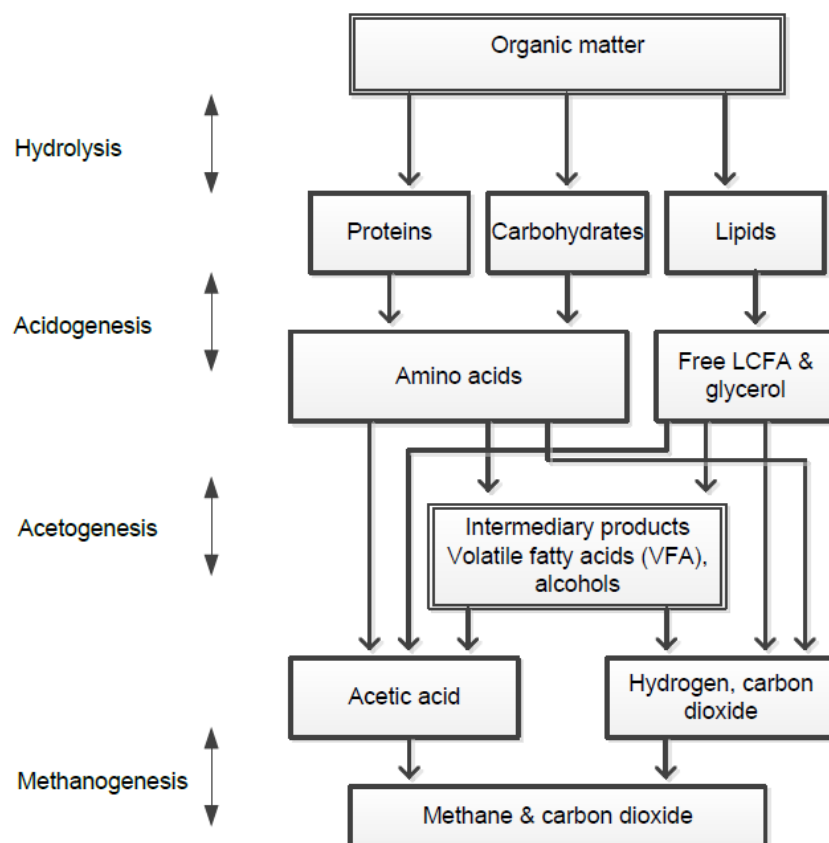 Organic matter
Hydrolysis
Proteins
Carbohydrates
Lipids
Acidogenesis
Amino acids
Free LCFA &
glycerol
Acetogenesis
Intermediary products
Volatile fatty acids (VFA),
alcohols
Acetic acid
Hydrogen, carbon
dioxide
Methanogenesis
Methane & carbon dioxide